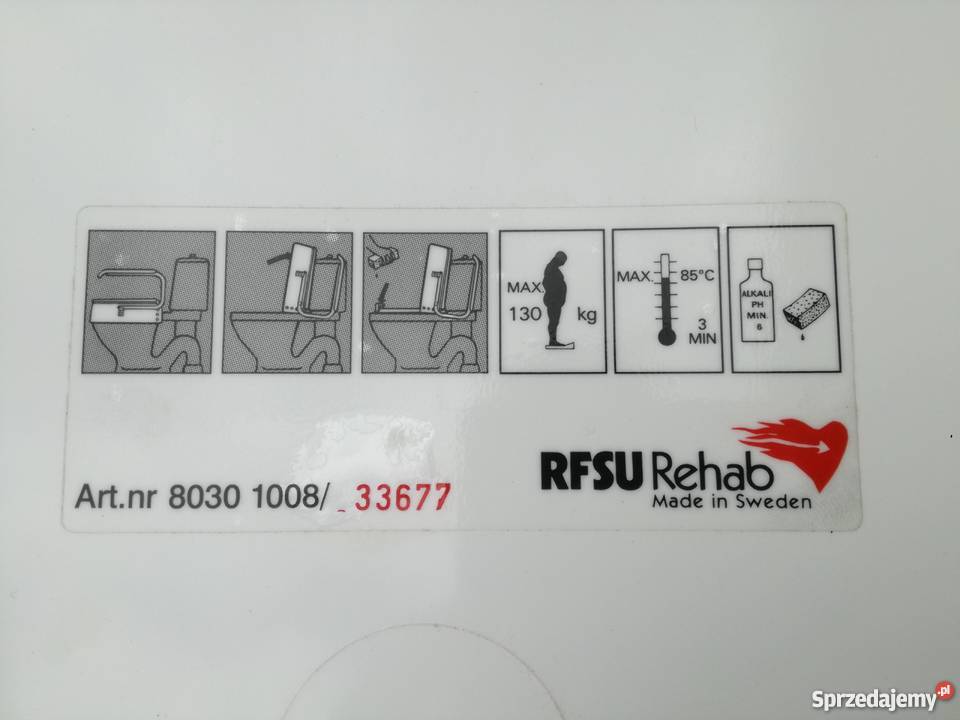 MAX. 130 kg
MAX. 85°C
3 MIN
ALKALI
PH
MIN.
6
Art.nr 8030 1008/ 33677
RFSU Rehab
Made in Sweden
Sprzedajemy.pl